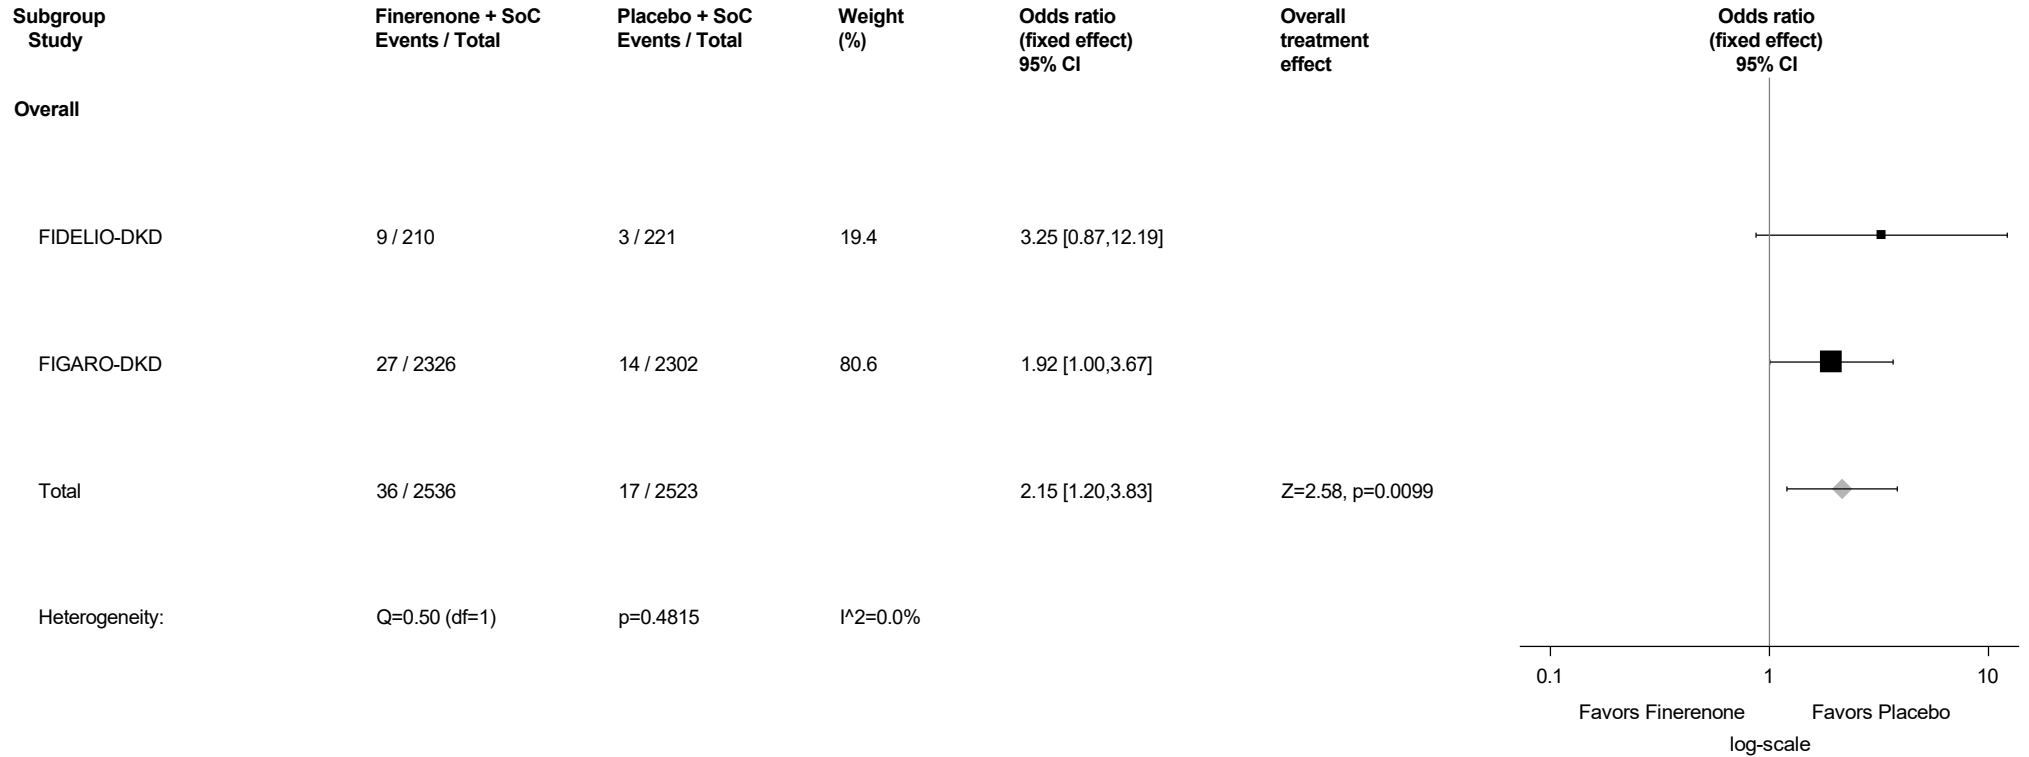 Subgroup Finerenone + SoC Placebo + SoC Weight Odds ratio Overall Odds ratio
Study Events / Total Events / Total (%) (fixed effect) treatment (fixed effect)
95% CI effect 95% CI
Overall
FIDELIO-DKD 9 / 210 3 / 221 19.4 3.25 [0.87,12.19]
FIGARO-DKD 27 / 2326 14 / 2302 80.6 1.92 [1.00,3.67]
Total 36 / 2536 17 / 2523 2.15 [1.20,3.83] Z=2.58, p=0.0099
Heterogeneity: Q=0.50 (df=1) p=0.4815 I^2=0.0%
0.1 1 10
Favors Finerenone Favors Placebo
log-scale